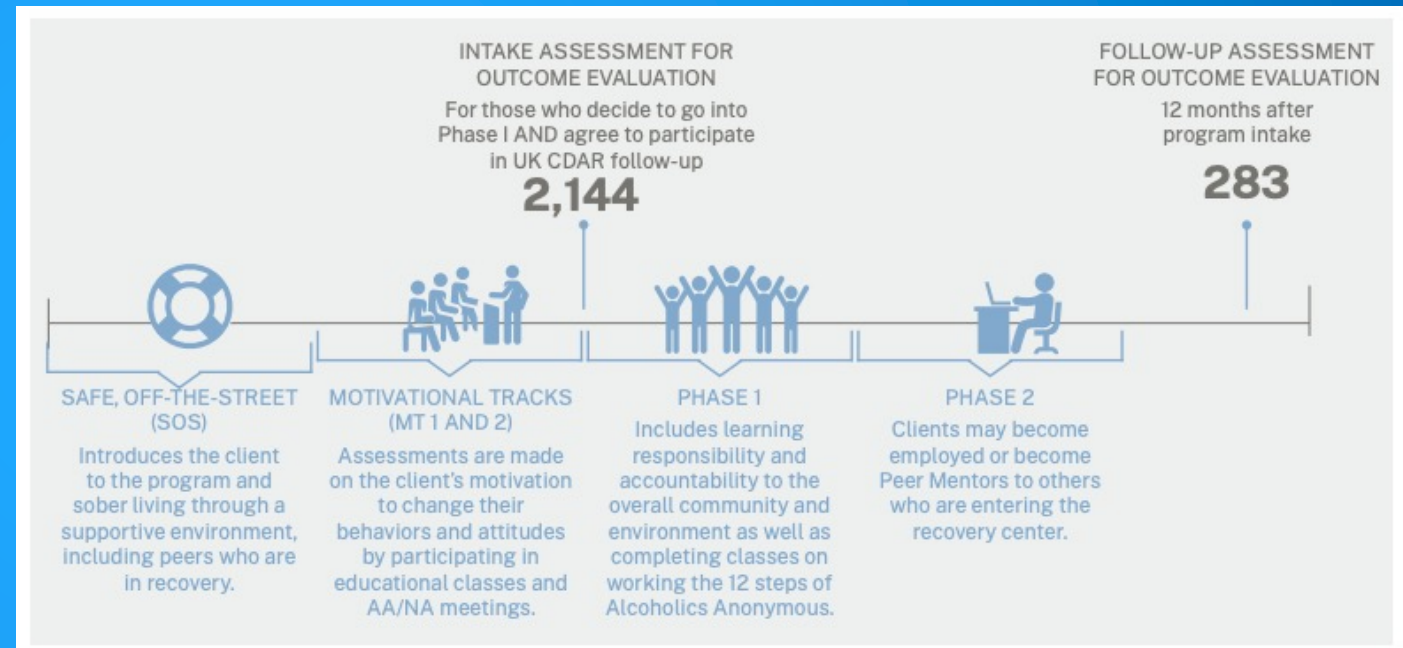 INTAKE ASSESSMENT FOR
OUTCOME EVALUATION
For those who decide to go into
Phase I AND agree to participate
in UK CDAR follow-up
2,144
FOLLOW-UP ASSESSMENT
FOR OUTCOME EVALUATION
12 months after
program intake
283
SAFE, OFF-THE-STREET
(SOS)
Introduces the client
to the program and
sober living through a
supportive environment,
including peers who are
in recovery.
MOTIVATIONAL TRACKS
(MT 1 AND 2)
Assessments are made
on the client's motivation
to change their
behaviors and attitudes
by participating in
educational classes and
AA/NA meetings.
PHASE 1
Includes learning
responsibility and
accountability to the
overall community and
environment as well as
completing classes on
working the 12 steps of
Alcoholics Anonymous.
PHASE 2
Clients may become
employed or become
Peer Mentors to others
who are entering the
recovery center.